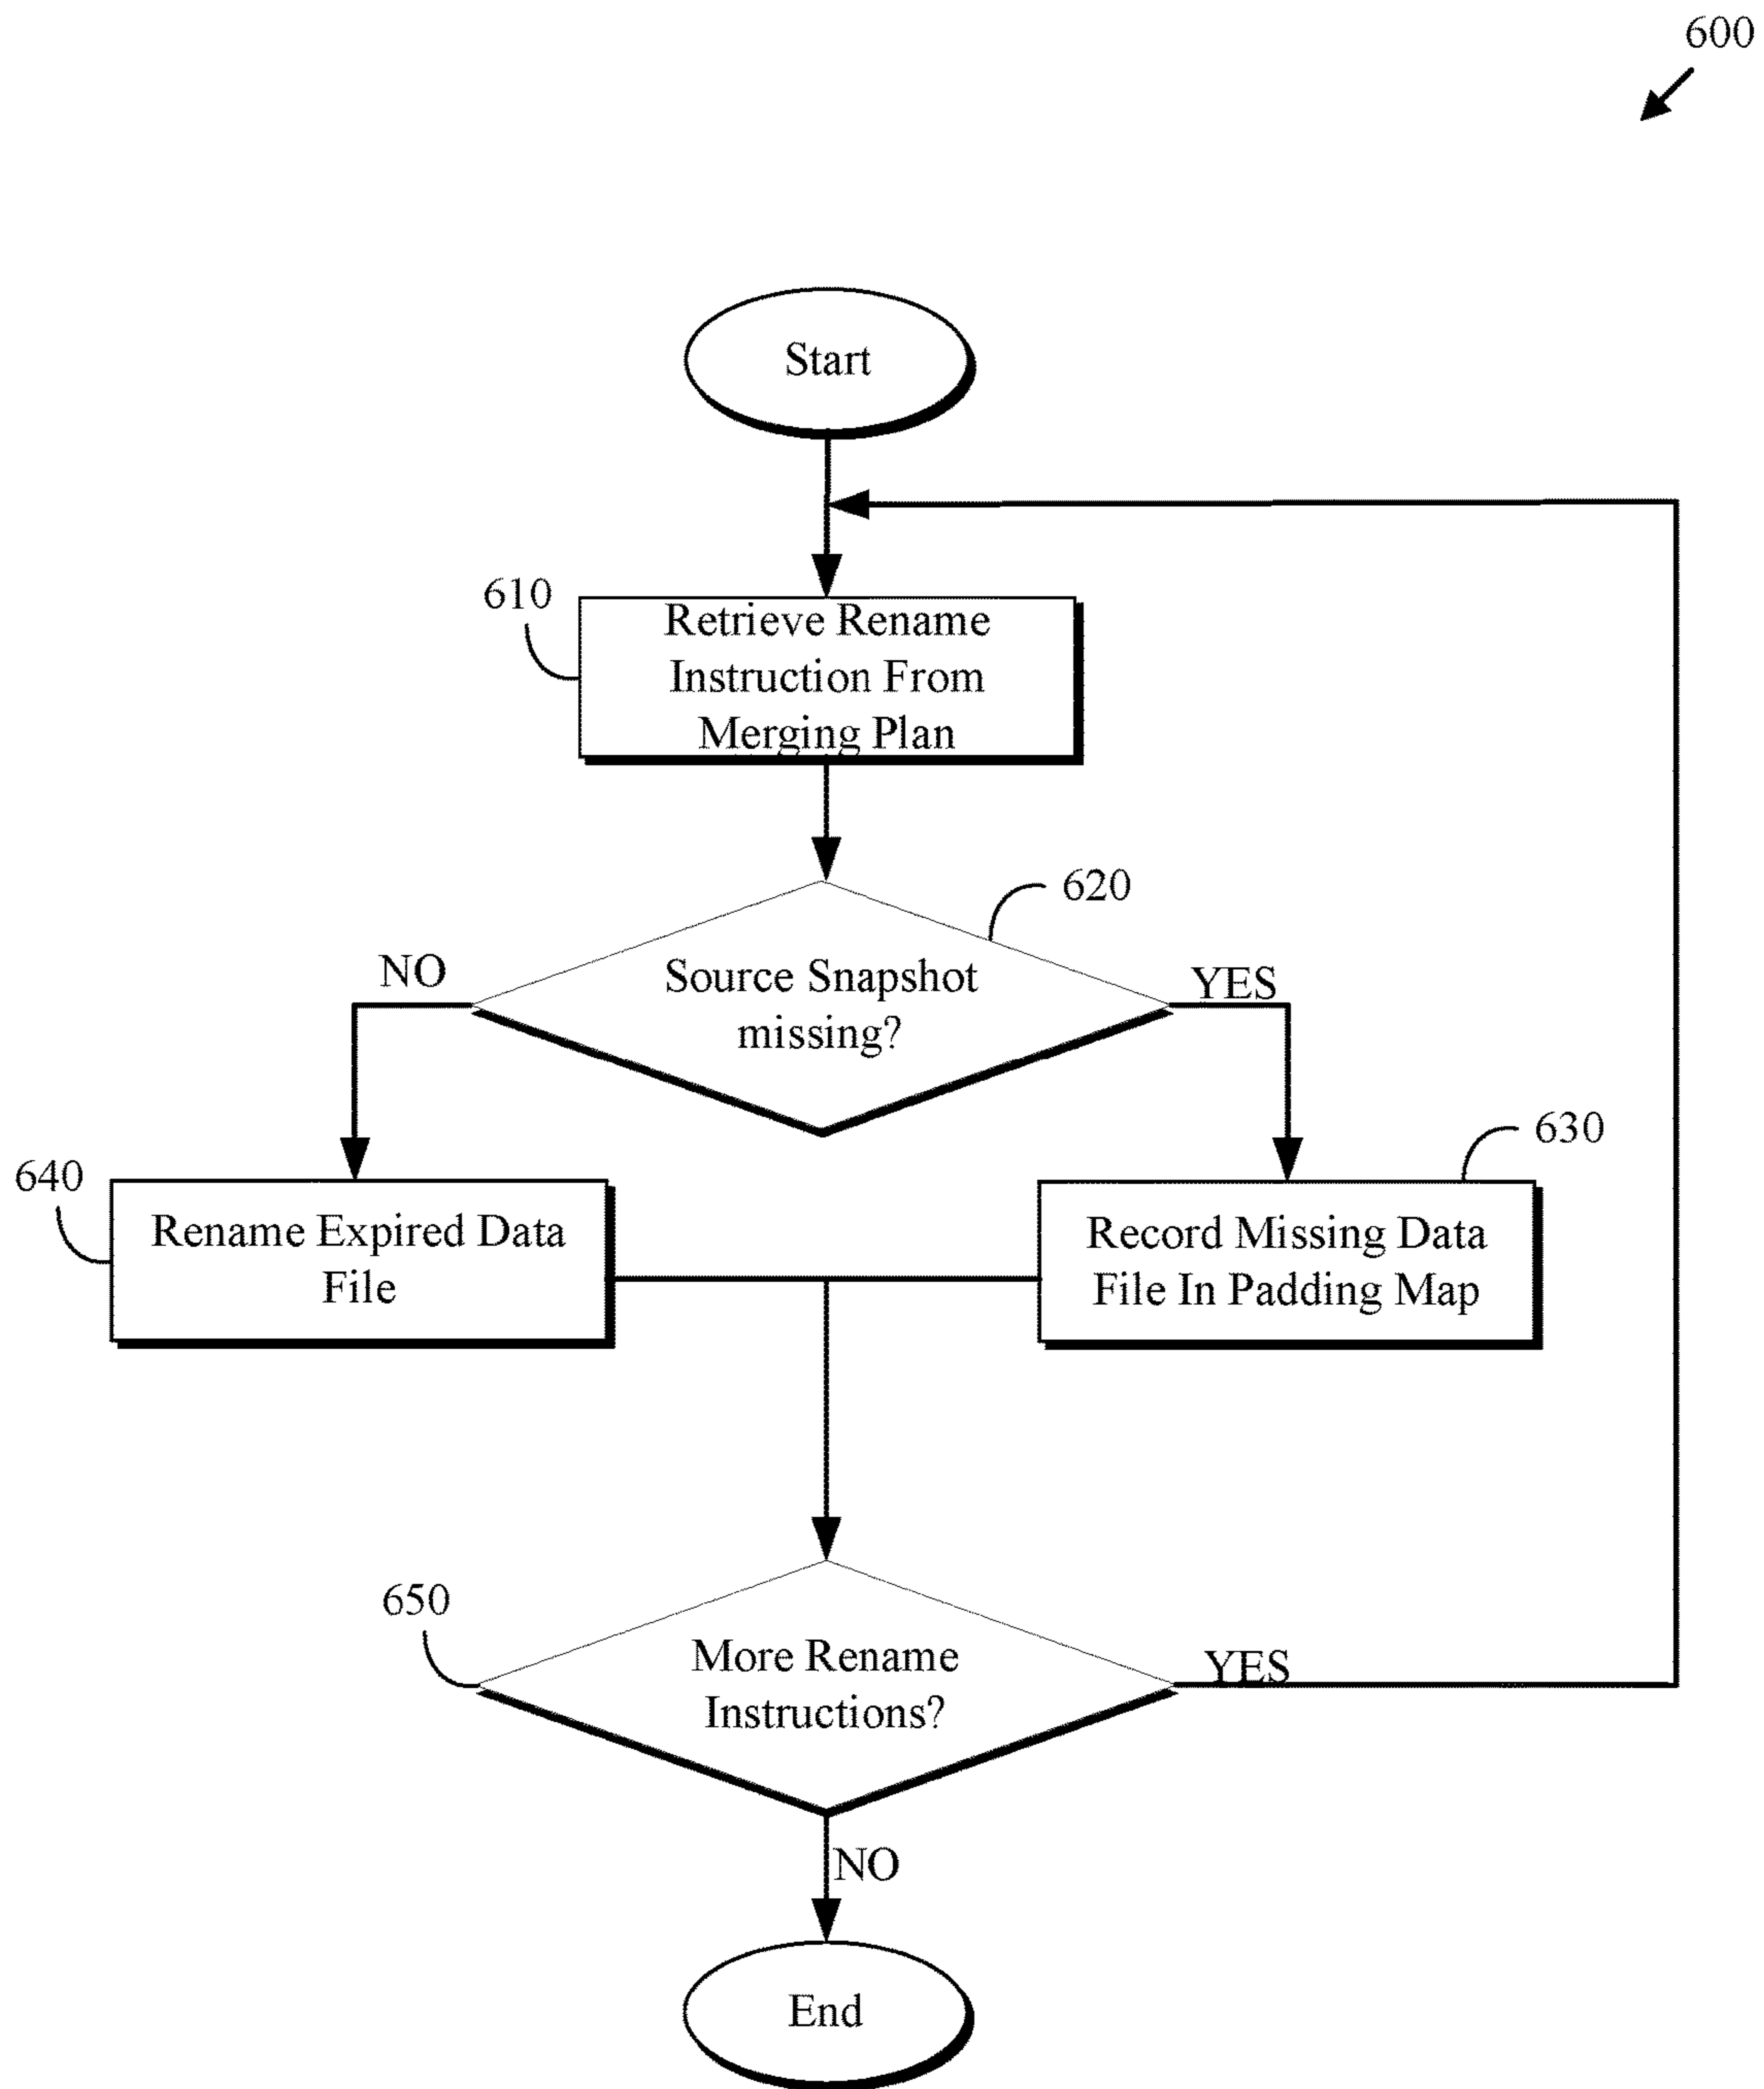 600
Start
610
Retrieve Rename
Instruction From
Merging Plan
620
NO
Source Snapshot
missing?
YES
630
640
Rename Expired Data
File
Record Missing Data
File In Padding Map
650
More Rename
Instructions?
YES
NO
End